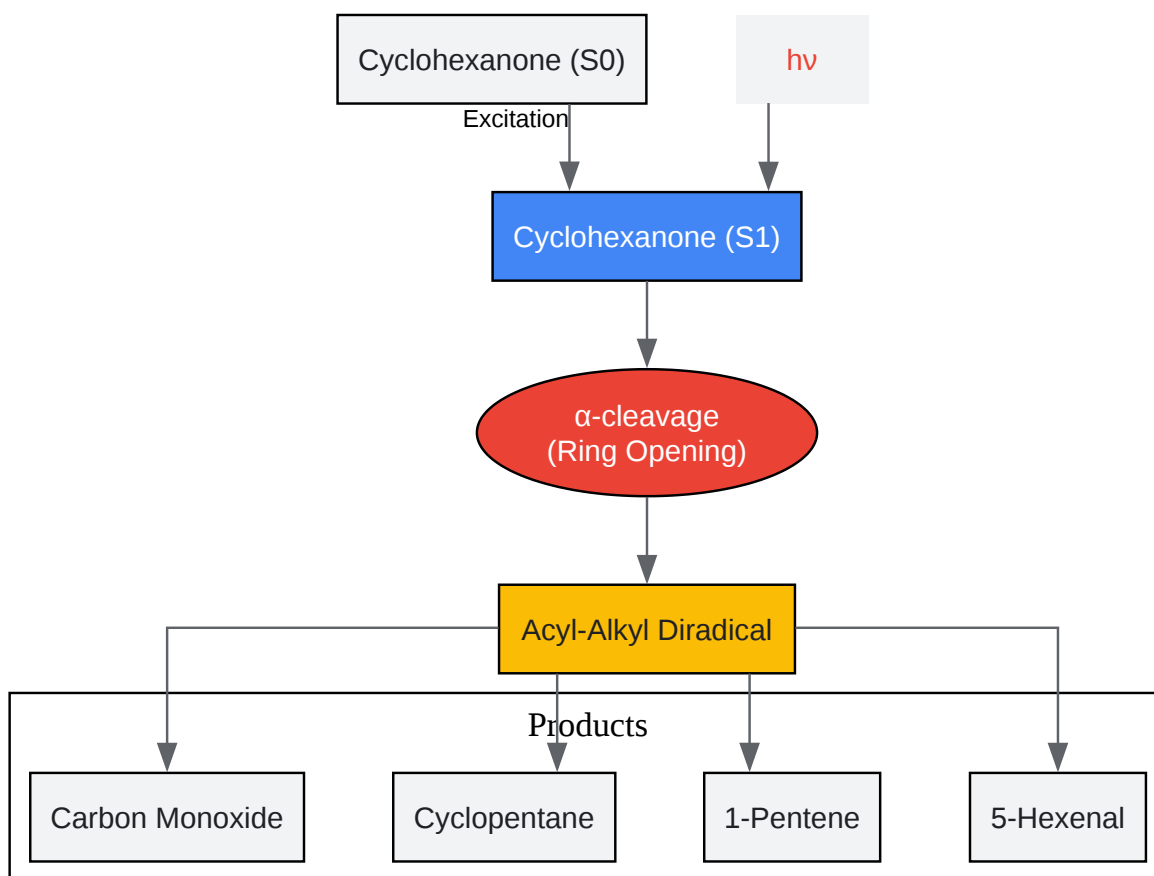 Cyclohexanone (S0)
hν
Excitation
Cyclohexanone (S1)
α-cleavage
(Ring Opening)
Acyl-Alkyl Diradical
Products
Carbon Monoxide
Cyclopentane
1-Pentene
5-Hexenal